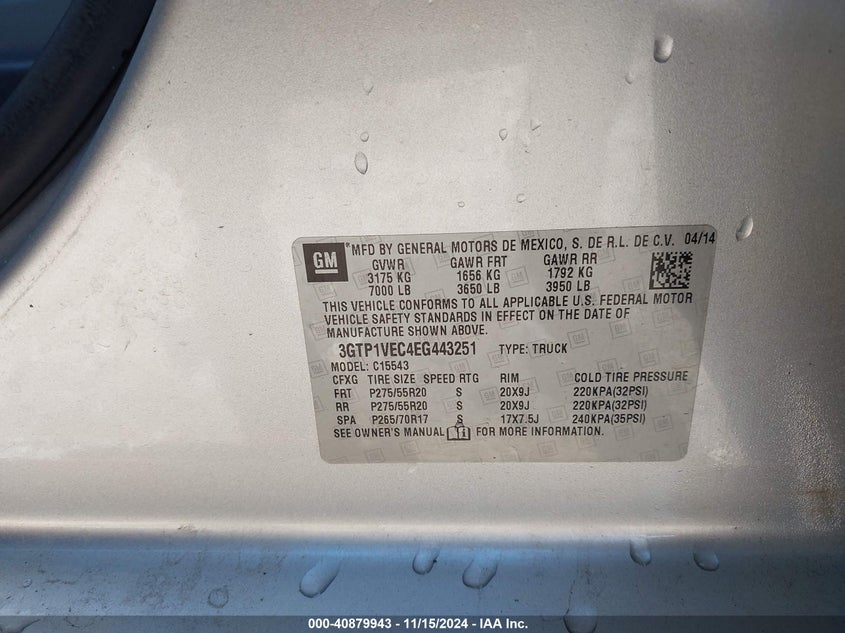 GM
®MFD BY GENERAL MOTORS DE MEXICO, S. DE R.L. DE C.V. 04/14
GVWR GAWR FRT GAWR RR
3175 KG 1656 KG 1792 KG
7000 LB 3650 LB 3950 LB
THIS VEHICLE CONFORMS TO ALL APPLICABLE U.S. FEDERAL MOTOR
VEHICLE SAFETY STANDARDS IN EFFECT ON THE DATE OF
MANUFACTURE SHOWN ABOVE.
3GTP1VEC4EG443251 TYPE: TRUCK
MODEL: C15543
CFXG TIRE SIZE SPEED RTG RIM COLD TIRE PRESSURE
FRT P275/55R20 S 20X9J 220KPA(32PSI)
RR P275/55R20 S 20X9J 220KPA(32PSI)
SPA P265/70R17 S 17X7.5J 240KPA(35PSI)
SEE OWNER'S MANUAL FOR MORE INFORMATION.
000-40879943 - 11/15/2024 - IAA Inc.